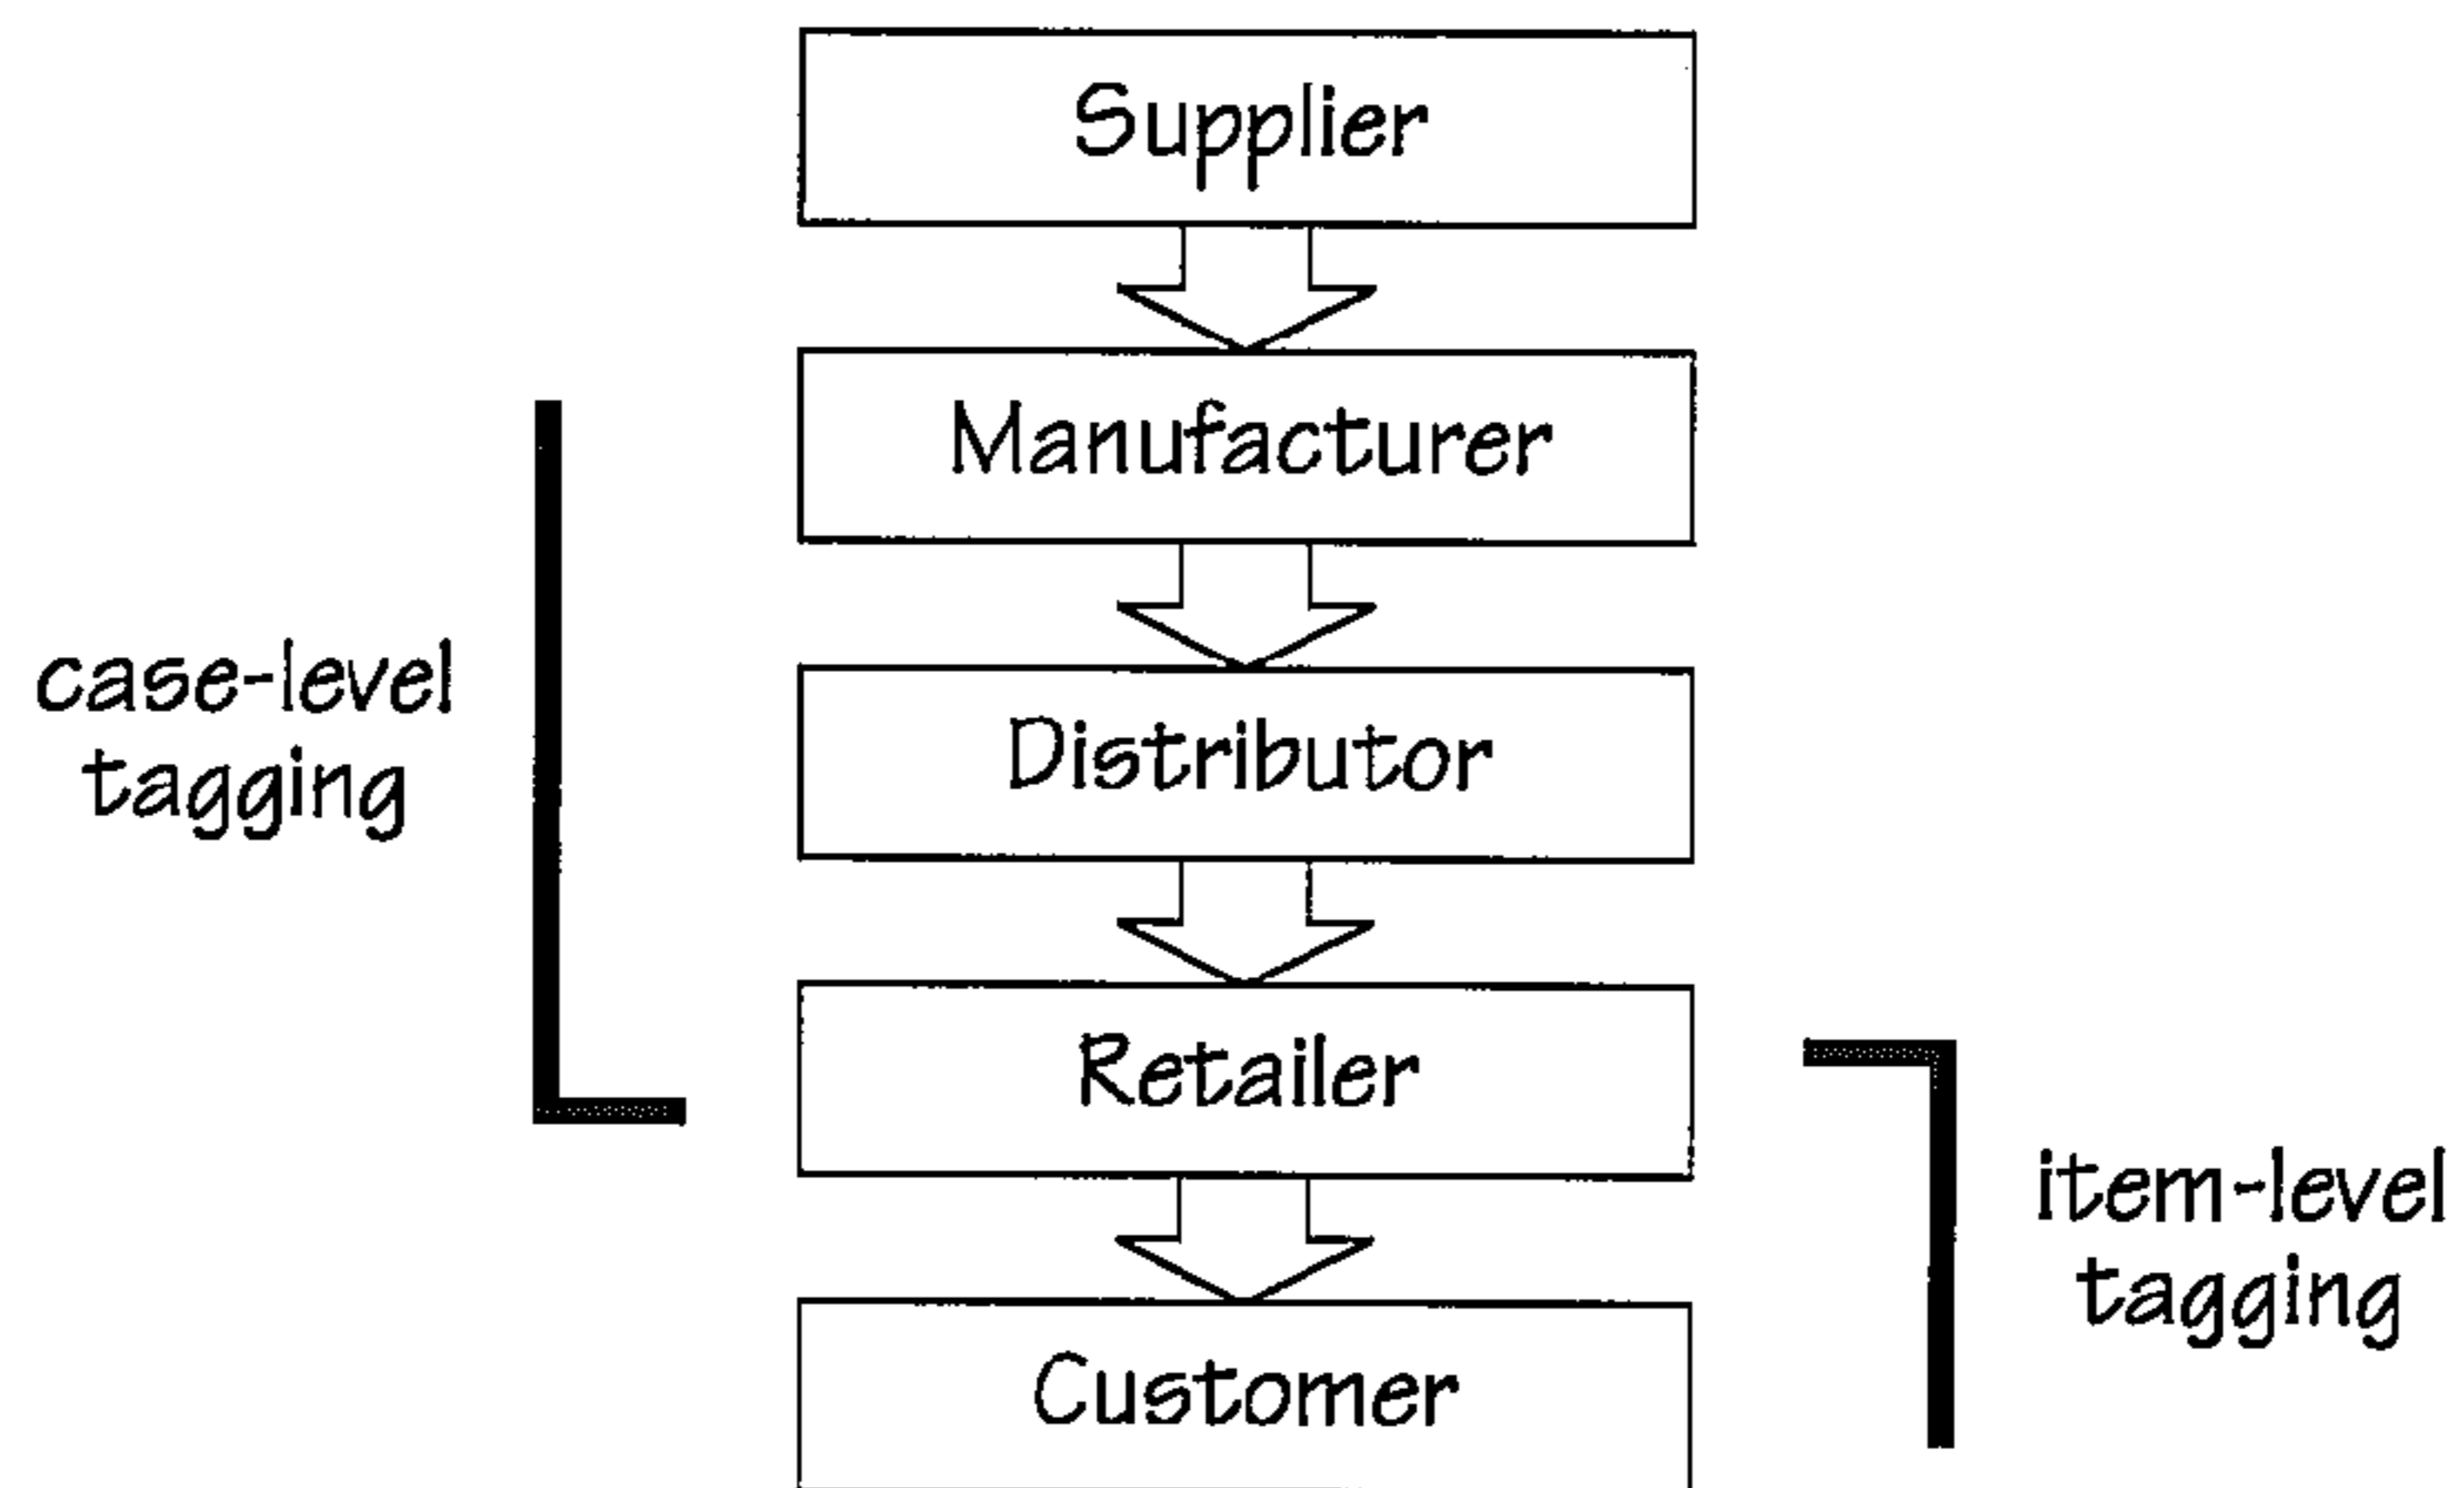 Supplier
Manufacturer
case-level
tagging
Distributor
Retailer
item-level
tagging
Customer